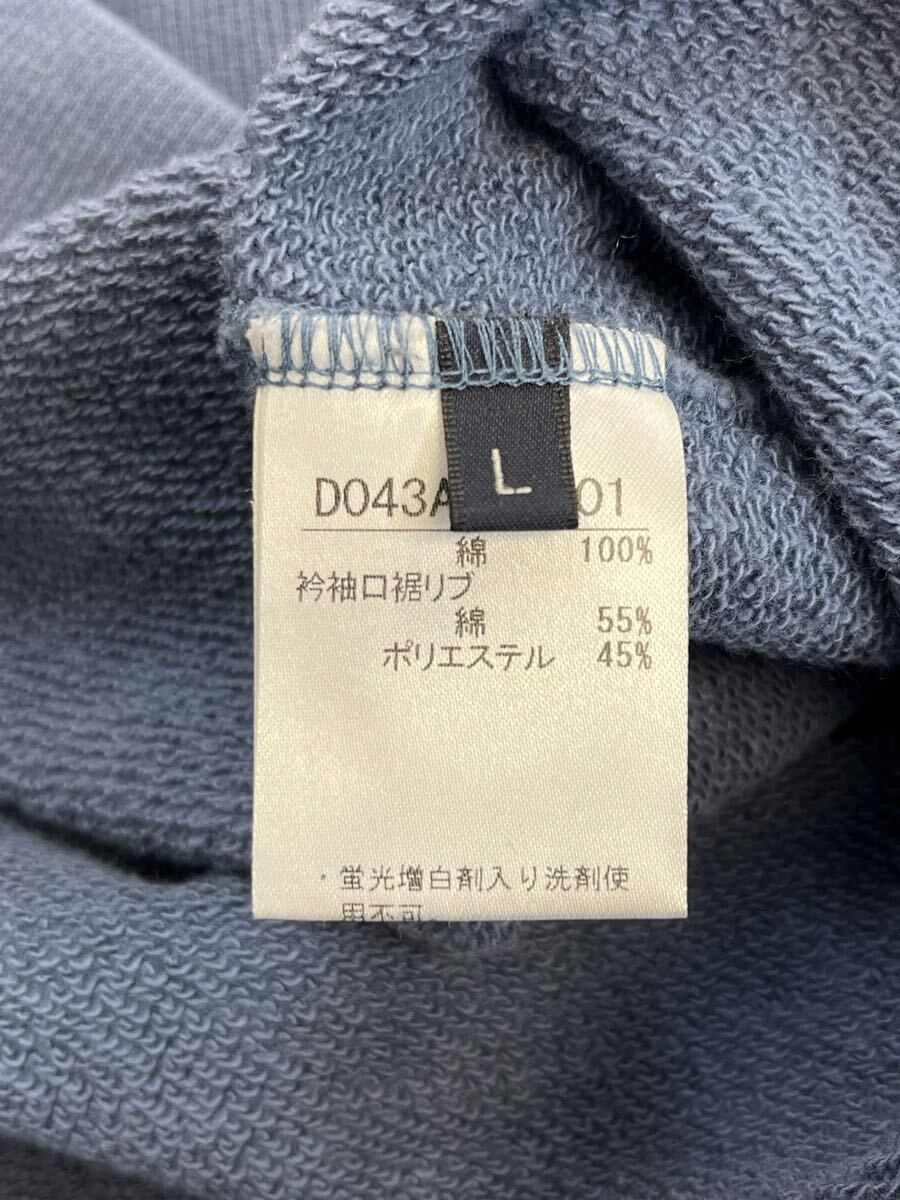 L
D043A 01
綿 100%
衿袖口裾リブ
綿 55%
ポリエステル 45%
・蛍光増白剤入り洗剤使
用不可